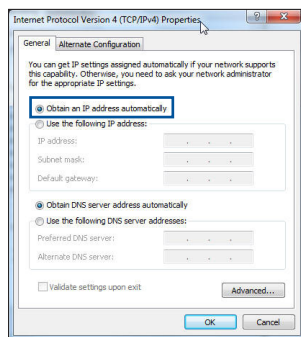 Internet Protocol Version 4 (TCP/IPv4) Properties
General
Alternate Configuration
You can get IP settings assigned automatically if your network supports
this capability. Otherwise, you need to ask your network administrator
for the appropriate IP settings.
Obtain an IP address automatically
Use the following IP address:
IP address:
Subnet mask:
Default gateway:
Obtain DNS server address automatically
Use the following DNS server addresses:
Preferred DNS server:
Alternate DNS server:
Validate settings upon exit
Advanced...
OK
Cancel